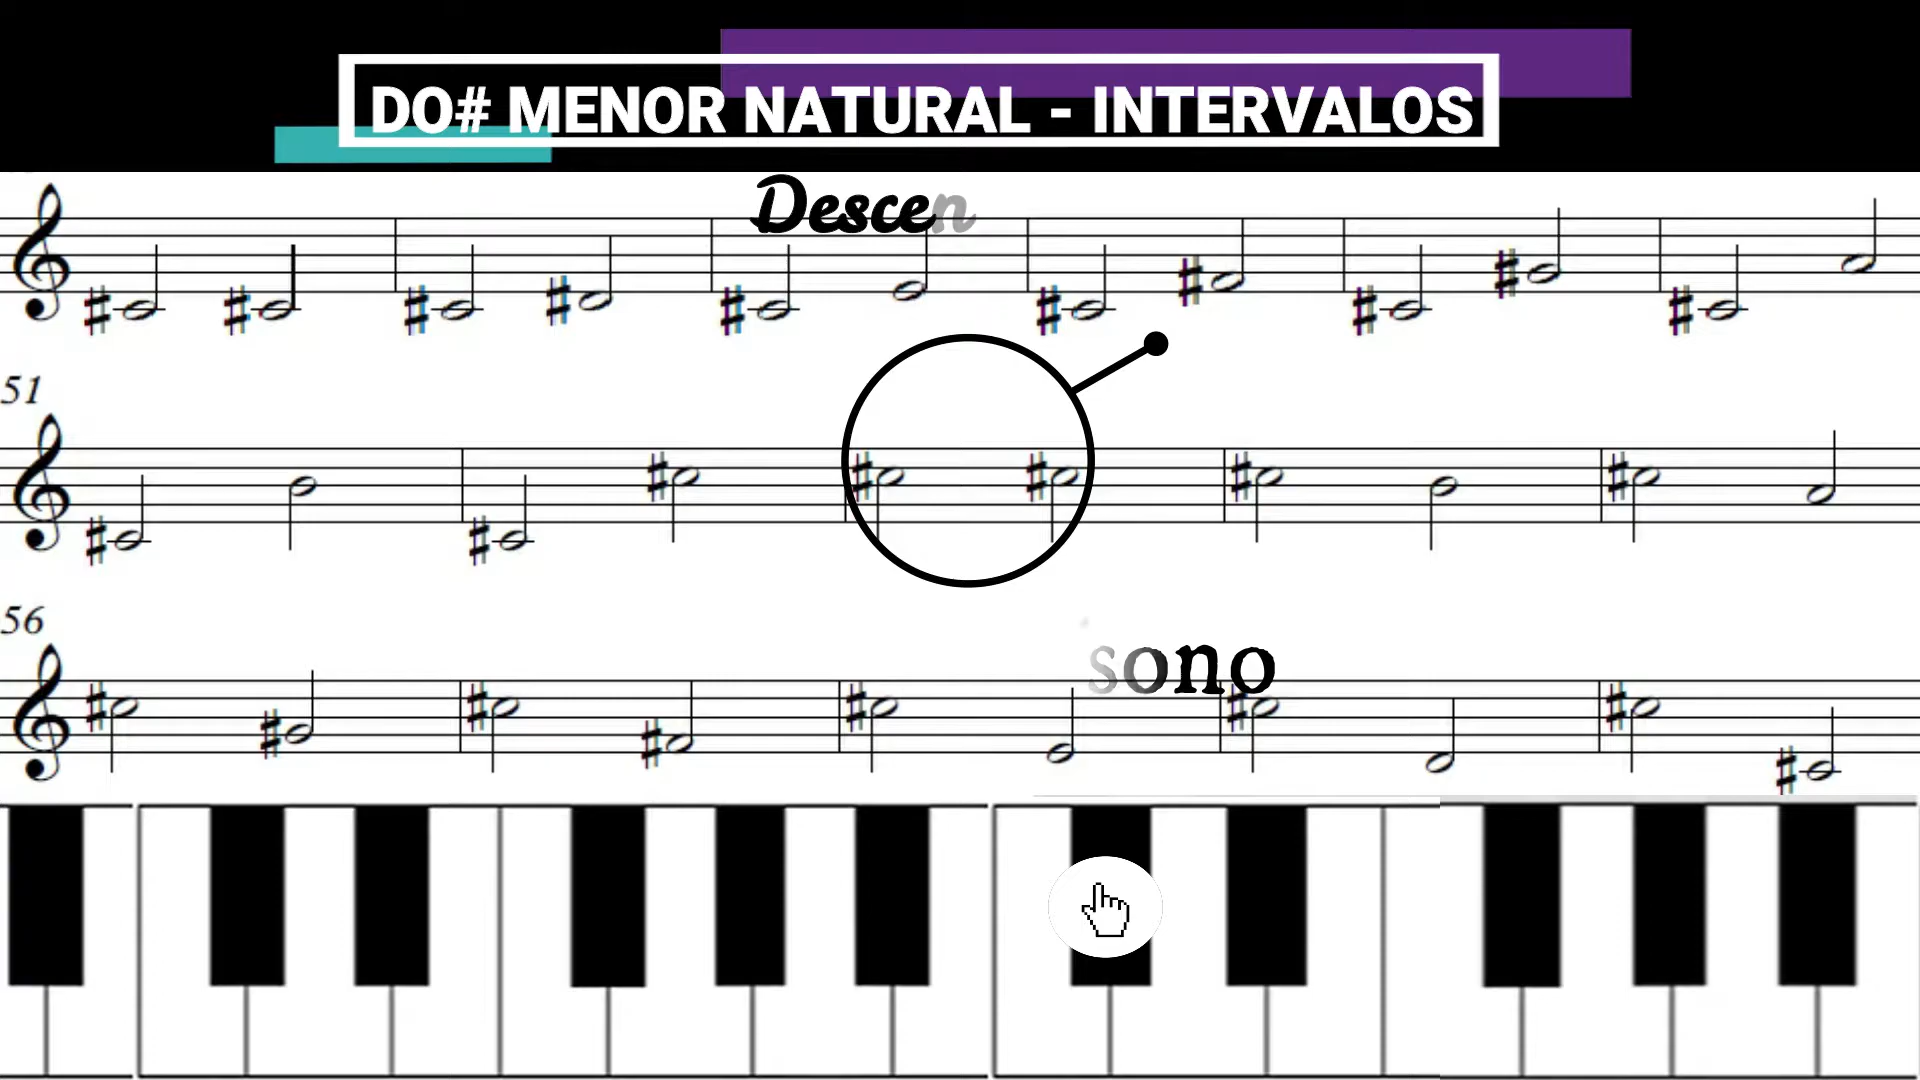 DO# MENOR NATURAL - INTERVALOS
Descen
51
56
sono